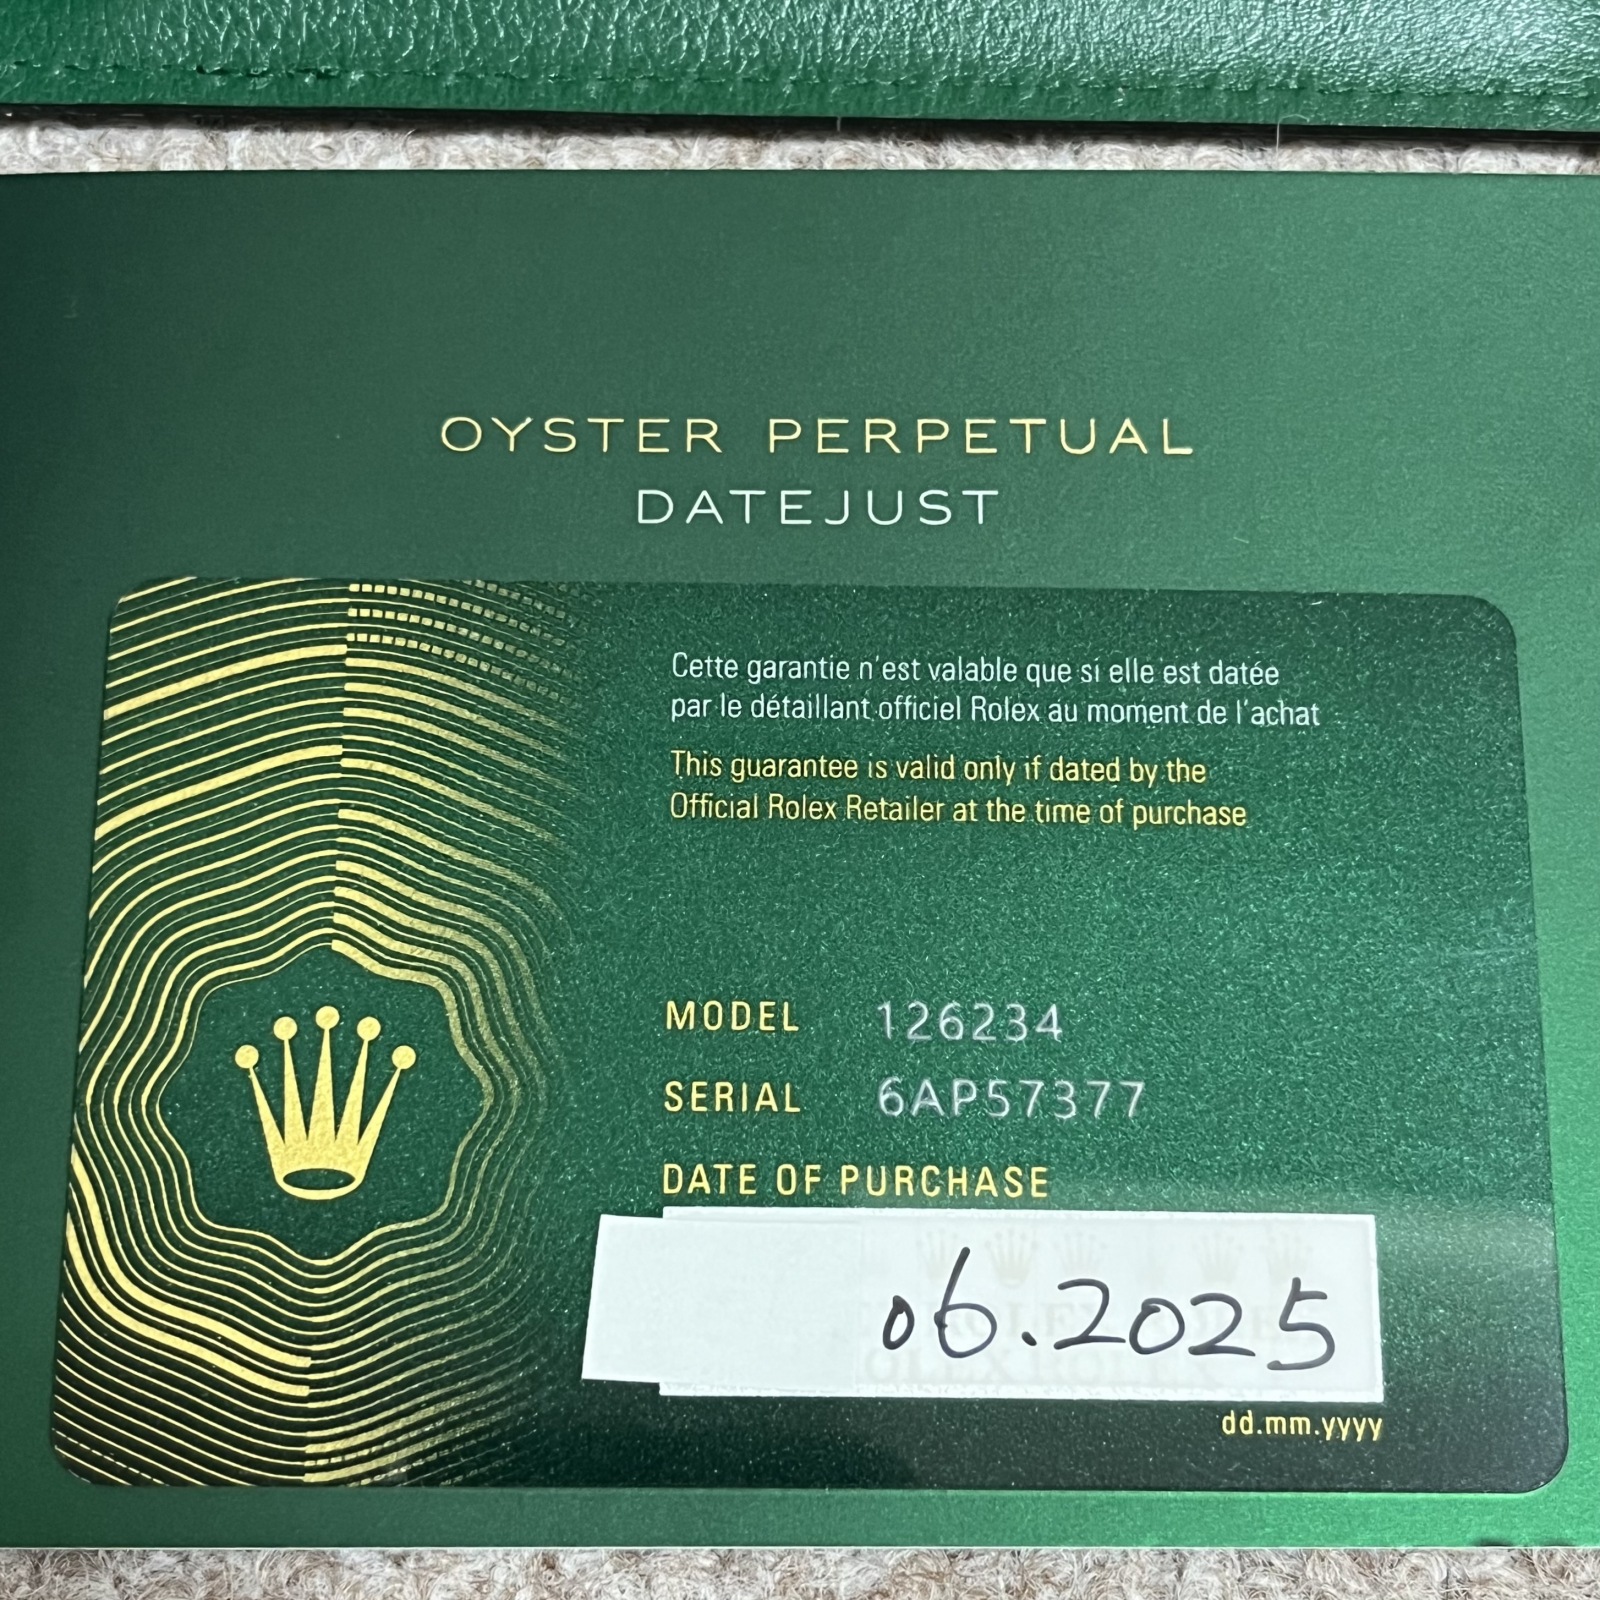 OYSTER PERPETUAL
DATEJUST
Cette garantie n'est valable que si elle est datée
par le détaillant officiel Rolex au moment de l'achat
This guarantee is valid only if dated by the
Official Rolex Retailer at the time of purchase
MODEL 126234
SERIAL 6AP57377
DATE OF PURCHASE
06.2025
dd.mm.yyyy